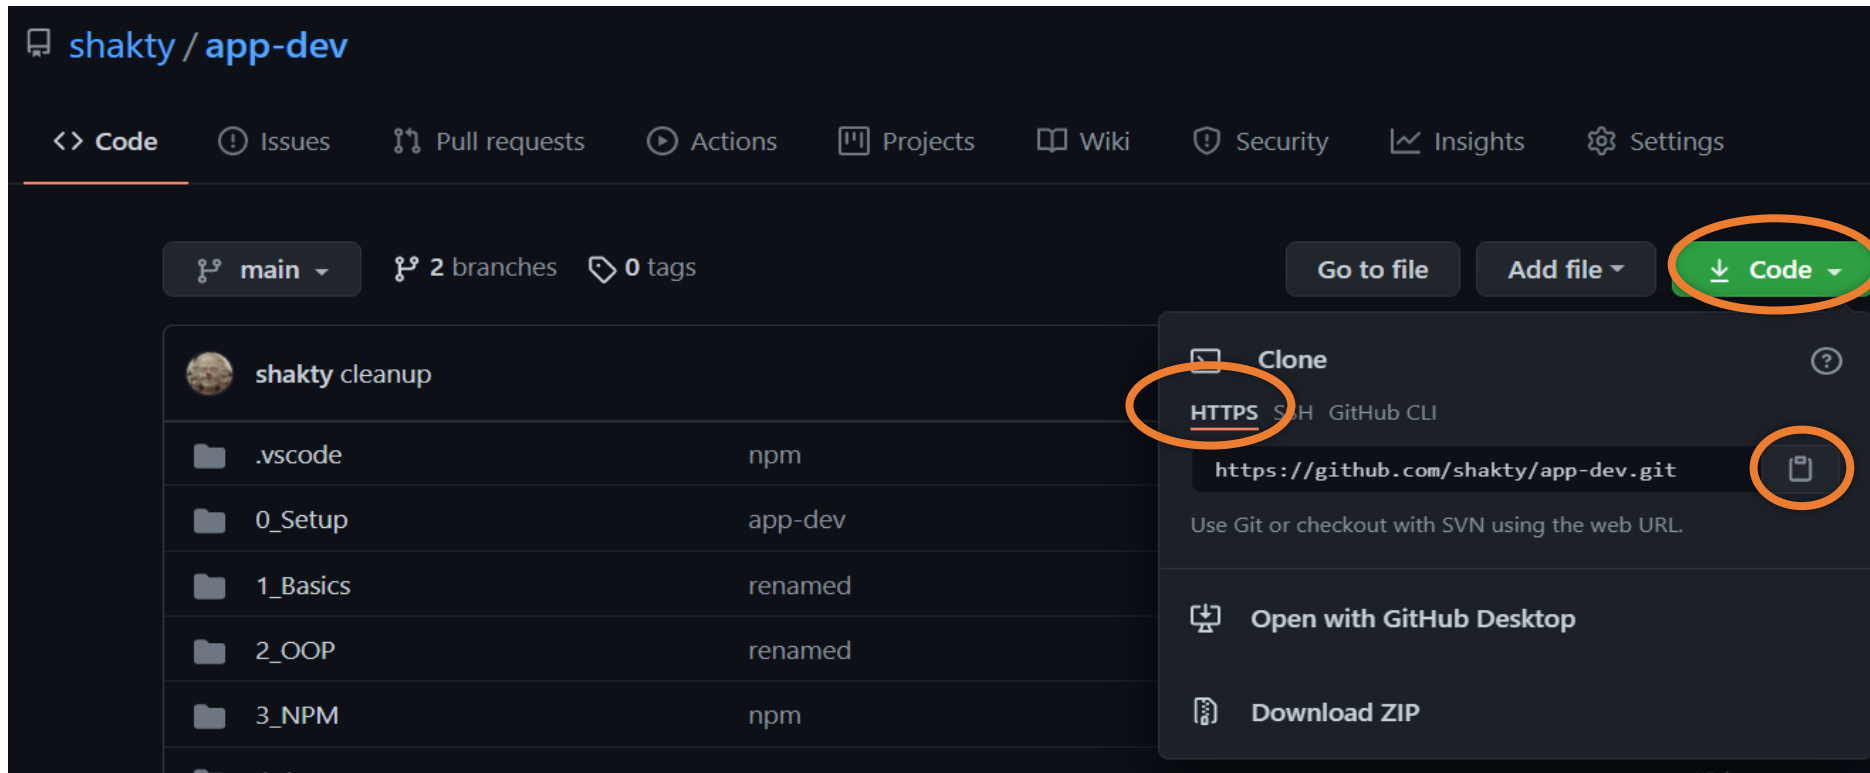 shakty / app-dev
Code Issues Pull requests Actions Projects Wiki Security Insights Settings
main 2 branches 0 tags Go to file Add file Code
shakty cleanup
.vscode npm
0_Setup app-dev
1_Basics renamed
2_OOP renamed
3_NPM npm
Clone
HTTPS SSH GitHub CLI
https://github.com/shakty/app-dev.git
Use Git or checkout with SVN using the web URL.
Open with GitHub Desktop
Download ZIP